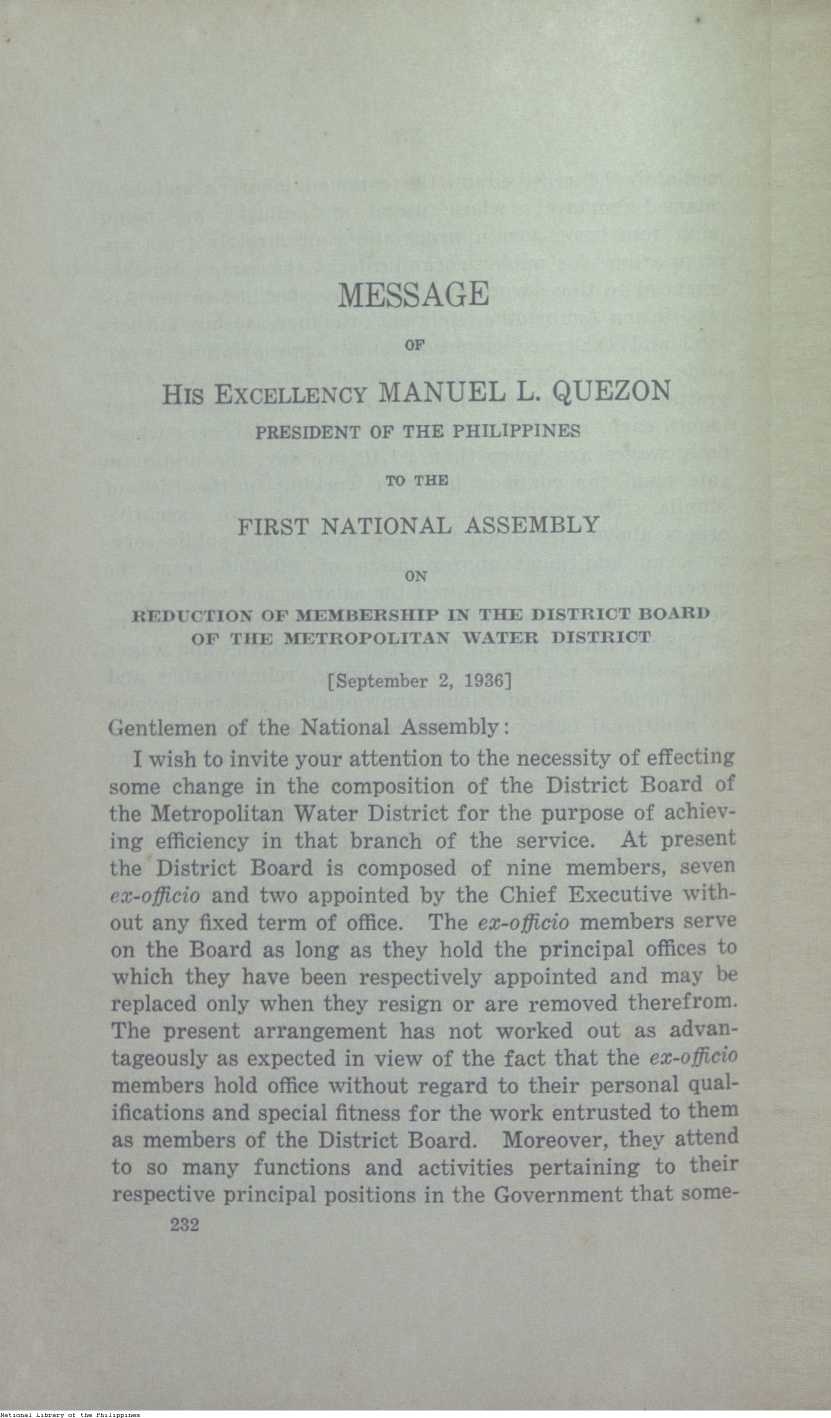 MESSAGE
OF
HIS EXCELLENCY MANUEL L. QUEZON
PRESIDENT OF THE PHILIPPINES
TO THE
FIRST NATIONAL ASSEMBLY
ON
REDUCTION OF MEMBERSHIP IN THE DISTRICT BOARD
OF THE METROPOLITAN WATER DISTRICT
[September 2, 1936]
Gentlemen of the National Assembly:
I wish to invite your attention to the necessity of effecting
some change in the composition of the District Board of
the Metropolitan Water District for the purpose of achiev-
ing efficiency in that branch of the service. At present
the District Board is composed of nine members, seven
ex-officio and two appointed by the Chief Executive with-
out any fixed term of office. The ex-officio members serve
on the Board as long as they hold the principal offices to
which they have been respectively appointed and may be
replaced only when they resign or are removed therefrom.
The present arrangement has not worked out as advan-
tageously as expected in view of the fact that the ex-officio
members hold office without regard to their personal qual-
ifications and special fitness for the work entrusted to them
as members of the District Board. Moreover, they attend
to so many functions and activities pertaining to their
respective principal positions in the Government that some-
232
National Library of the Philippines